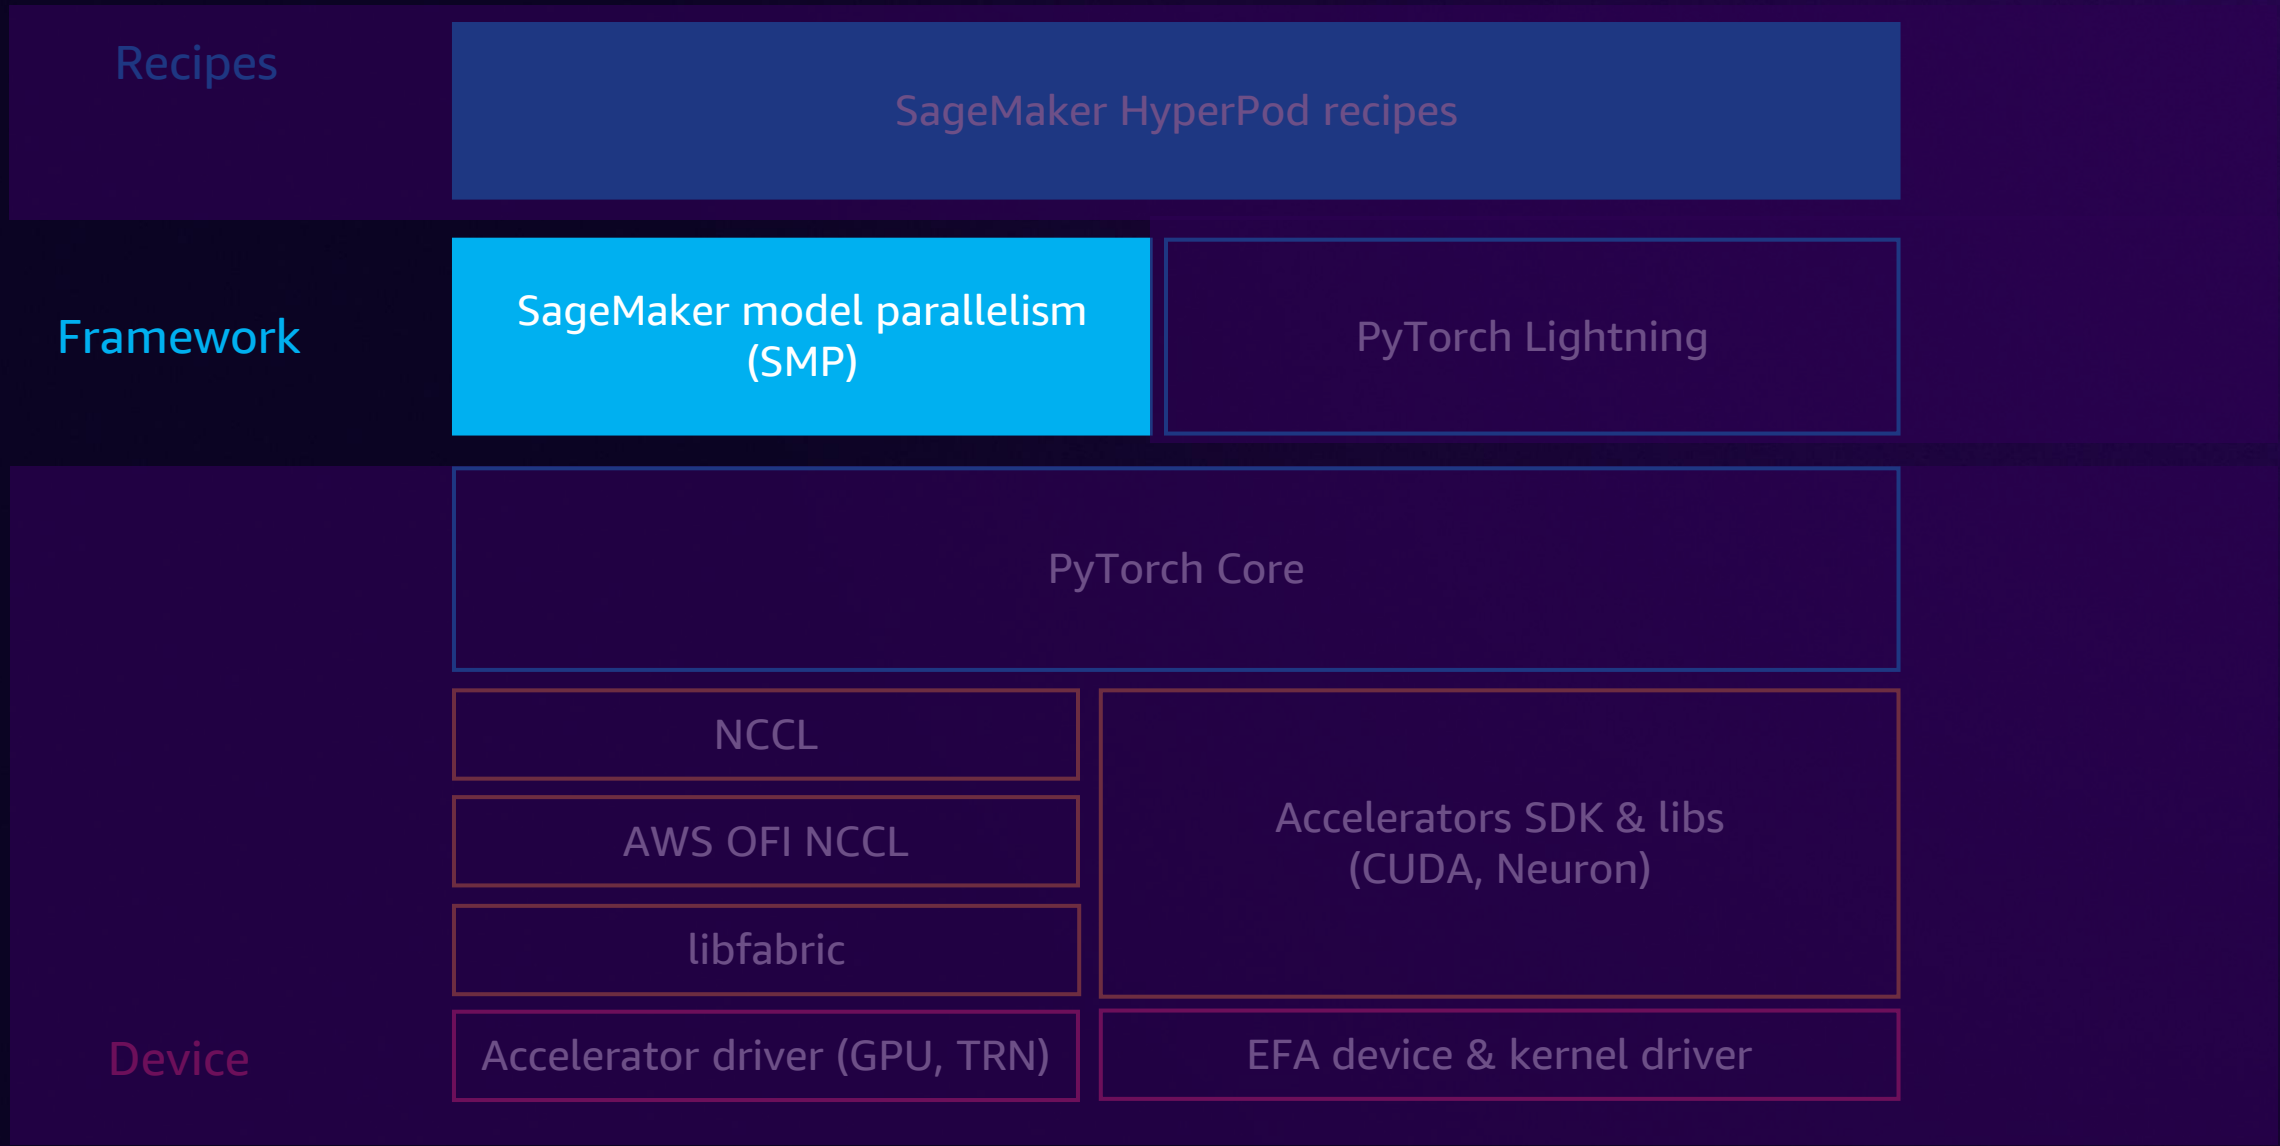 Recipes
SageMaker HyperPod recipes
Framework
SageMaker model parallelism
(SMP)
PyTorch Lightning
PyTorch Core
NCCL
AWS OFI NCCL
libfabric
Accelerators SDK & libs
(CUDA, Neuron)
Device
Accelerator driver (GPU, TRN)
EFA device & kernel driver